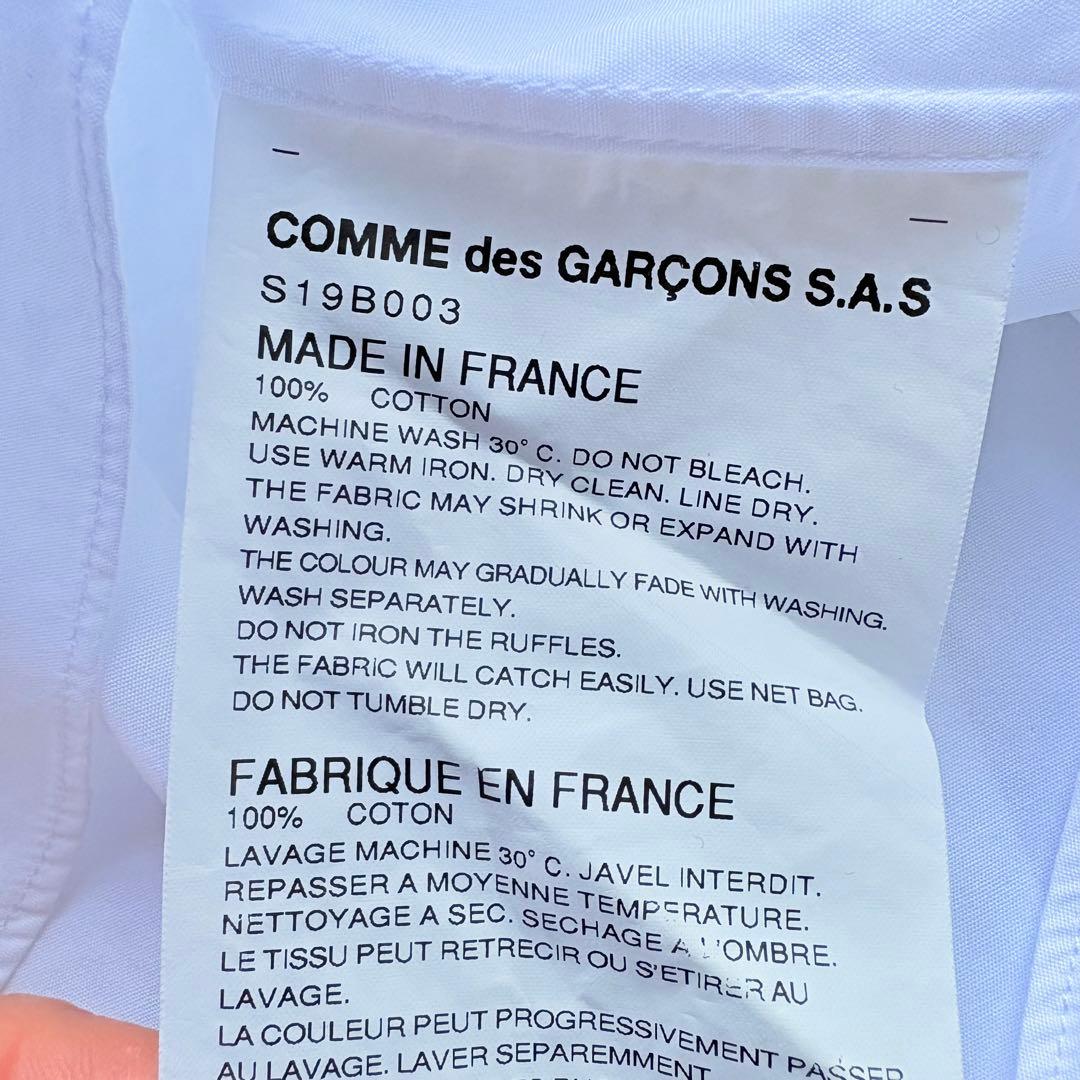 COMME des GARÇONS S.A.S
S19B003
MADE IN FRANCE
100% COTTON
MACHINE WASH 30° C. DO NOT BLEACH.
USE WARM IRON. DRY CLEAN. LINE DRY.
THE FABRIC MAY SHRINK OR EXPAND WITH
WASHING.
THE COLOUR MAY GRADUALLY FADE WITH WASHING.
WASH SEPARATELY.
DO NOT IRON THE RUFFLES.
THE FABRIC WILL CATCH EASILY. USE NET BAG.
DO NOT TUMBLE DRY.
FABRIQUE EN FRANCE
100% COTON
LAVAGE MACHINE 30° C. JAVEL INTERDIT.
REPASSER A MOYENNE TEMPERATURE.
NETTOYAGE A SEC. SECHAGE A L'OMBRE.
LE TISSU PEUT RETRECIR OU S'ETIRER AU
LAVAGE.
LA COULEUR PEUT PROGRESSIVEMENT PASSER
AU LAVAGE. LAVER SEPAREMMENT